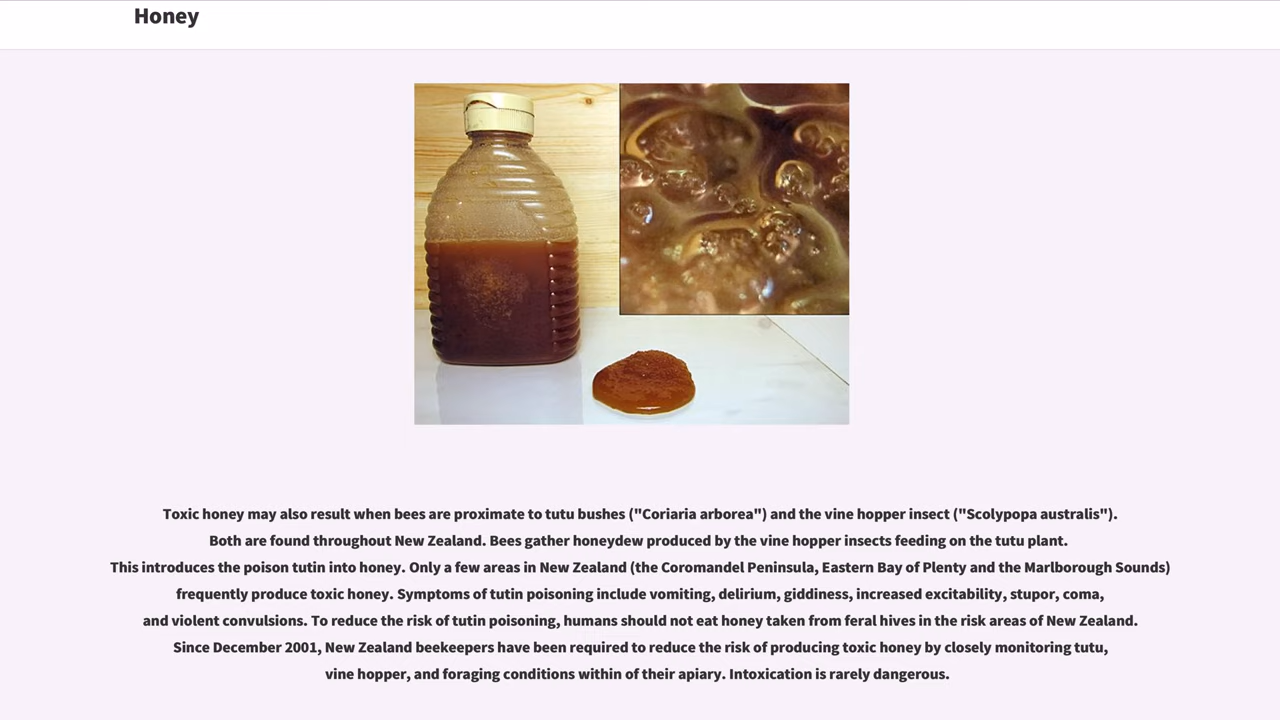 Honey
Toxic honey may also result when bees are proximate to tutu bushes ("Coriaria arborea") and the vine hopper insect ("Scolypopa australis").
Both are found throughout New Zealand. Bees gather honeydew produced by the vine hopper insects feeding on the tutu plant.
This introduces the poison tutin into honey. Only a few areas in New Zealand (the Coromandel Peninsula, Eastern Bay of Plenty and the Marlborough Sounds)
frequently produce toxic honey. Symptoms of tutin poisoning include vomiting, delirium, giddiness, increased excitability, stupor, coma,
and violent convulsions. To reduce the risk of tutin poisoning, humans should not eat honey taken from feral hives in the risk areas of New Zealand.
Since December 2001, New Zealand beekeepers have been required to reduce the risk of producing toxic honey by closely monitoring tutu,
vine hopper, and foraging conditions within of their apiary. Intoxication is rarely dangerous.